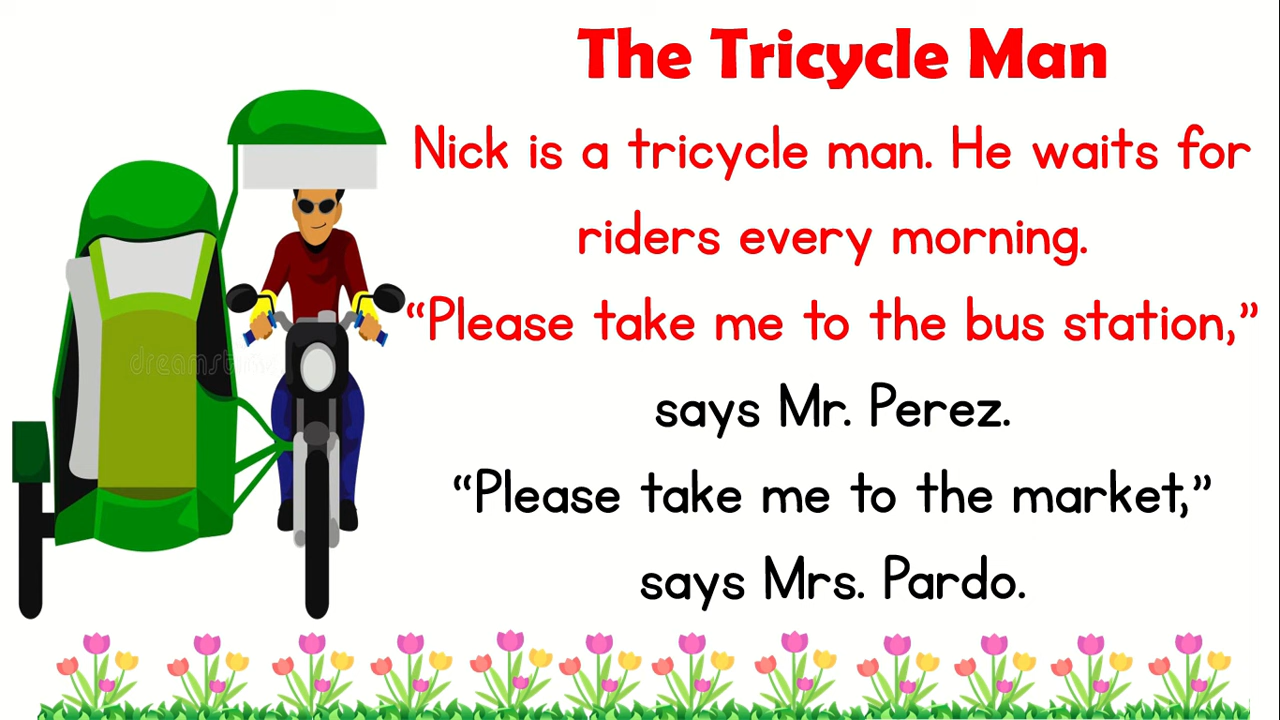 The Tricycle Man
Nick is a tricycle man. He waits for
riders every morning.
“Please take me to the bus station,”
says Mr. Perez.
“Please take me to the market,”
says Mrs. Pardo.